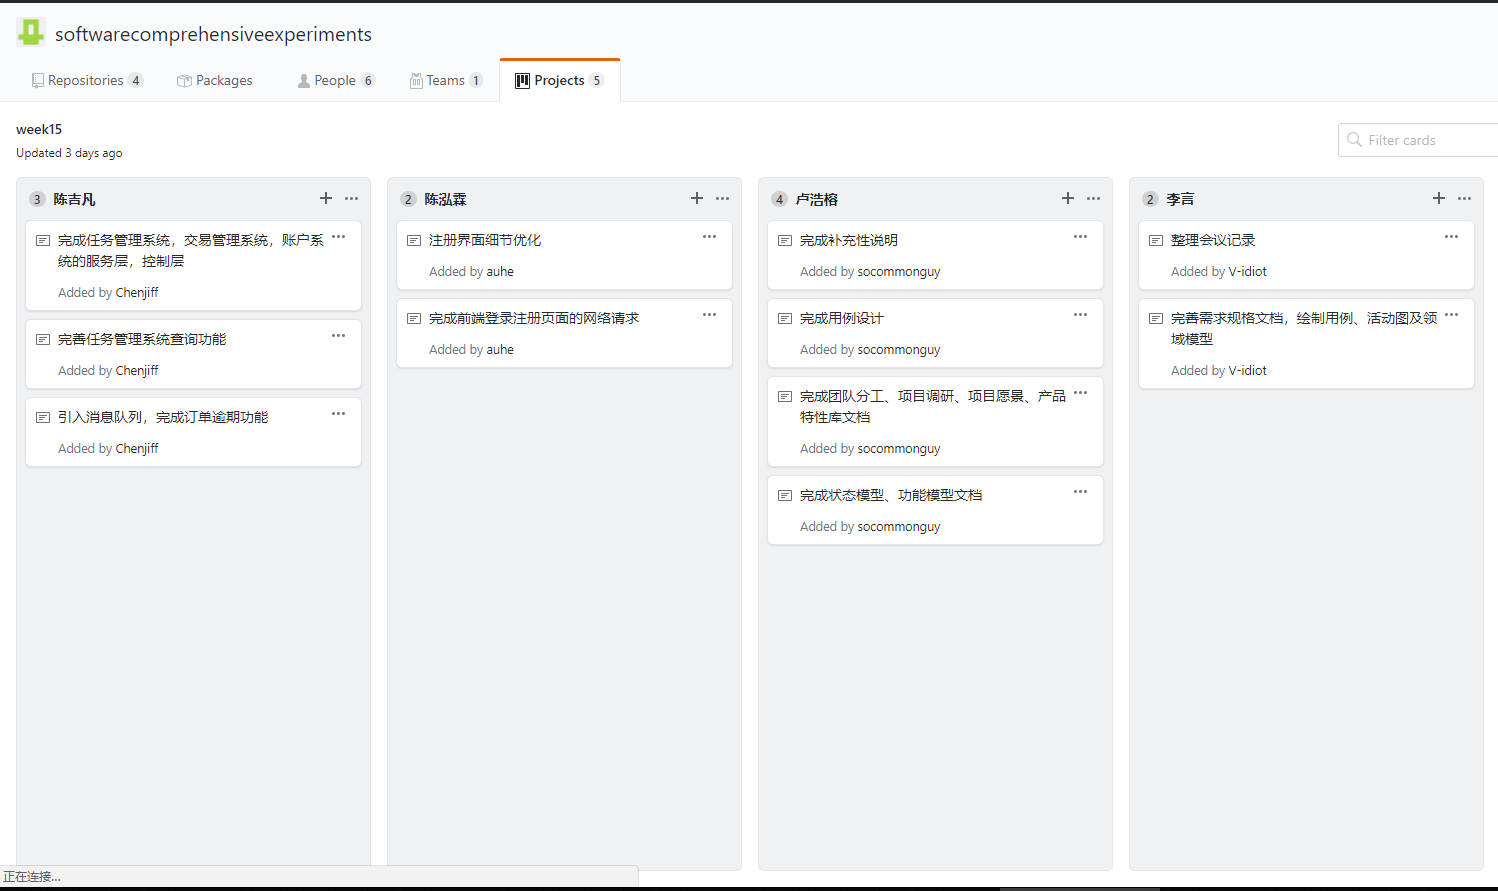 softwarecomprehensiveexperiments
Repositories 4
Packages
People 6
Teams 1
Projects 5
week15
Updated 3 days ago
Filter cards
3 陈吉凡
完成任务管理系统，交易管理系统，账户系
统的服务层，控制层
Added by Chenjiff
完善任务管理系统查询功能
Added by Chenjiff
引入消息队列，完成订单逾期功能
Added by Chenjiff
2 陈泓霖
注册界面细节优化
Added by auhe
完成前端登录注册页面的网络请求
Added by auhe
4 卢浩榕
完成补充性说明
Added by socommonguy
完成用例设计
Added by socommonguy
完成团队分工、项目调研、项目愿景、产品
特性库文档
Added by socommonguy
完成状态模型、功能模型文档
Added by socommonguy
2 李言
整理会议记录
Added by V-idiot
完善需求规格文档，绘制用例、活动图及领
域模型
Added by V-idiot
正在连接...